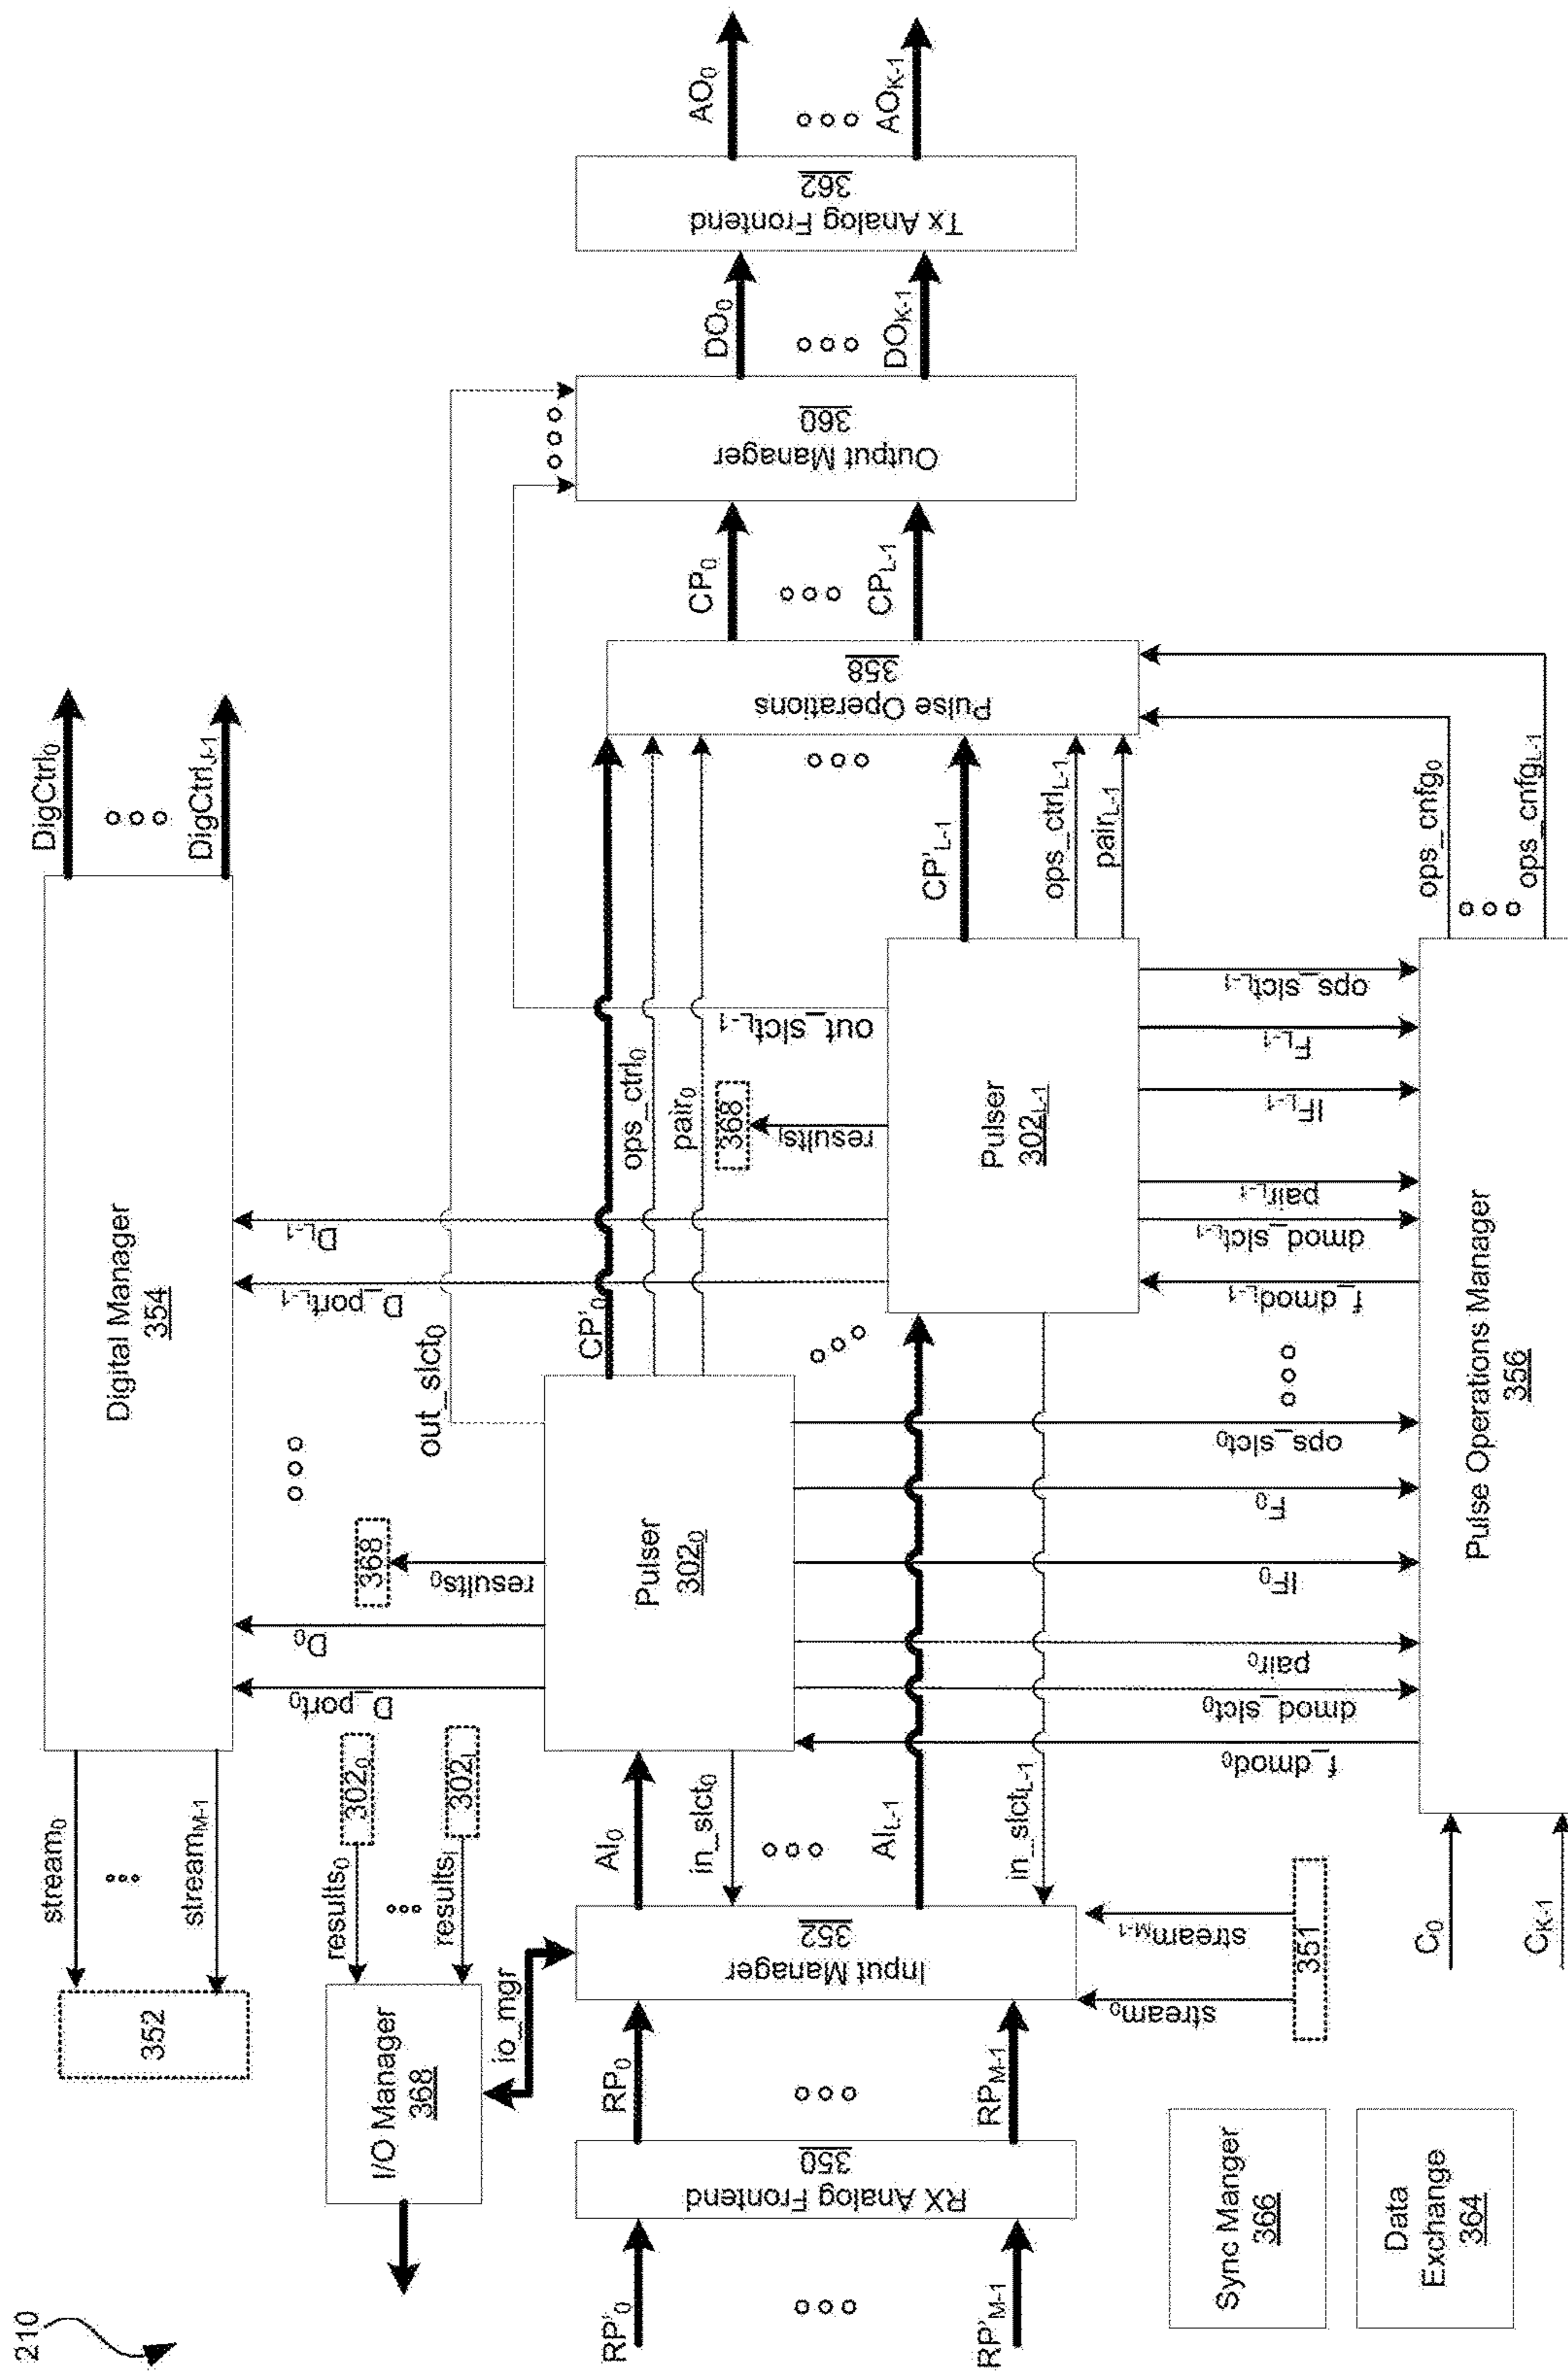 210
Digital Manager
354
DigCtrl0
DigCtrlJ-1
stream0
streamM-1
352
I/O Manager
368
results0
resultsl
3020
302l
io_mgr
D_port0
D0
results0
368
out_slct0
D_portL-1
DL-1
RP'0
RP'M-1
RX Analog Frontend
350
RP0
RPM-1
Input Manager
352
AI0
in_slct0
AIL-1
in_slctL-1
stream0
streamM-1
351
Pulser
3020
CP'0
ops_ctrl0
pair0
368
resultsl
out_slctL-1
Pulser
302L-1
CP'L-1
ops_ctrlL-1
pairL-1
Pulse Operations
358
CP0
CPL-1
Output Manager
360
DO0
DOK-1
Tx Analog Frontend
362
AO0
AOK-1
f_dmod0
dmod_slct0
pair0
IF0
F0
ops_slct0
f_dmodL-1
dmod_slctL-1
pairL-1
IFL-1
FL-1
ops_slctL-1
Pulse Operations Manager
356
ops_cnfg0
ops_cnfgL-1
C0
CK-1
Sync Manger
366
Data
Exchange
364